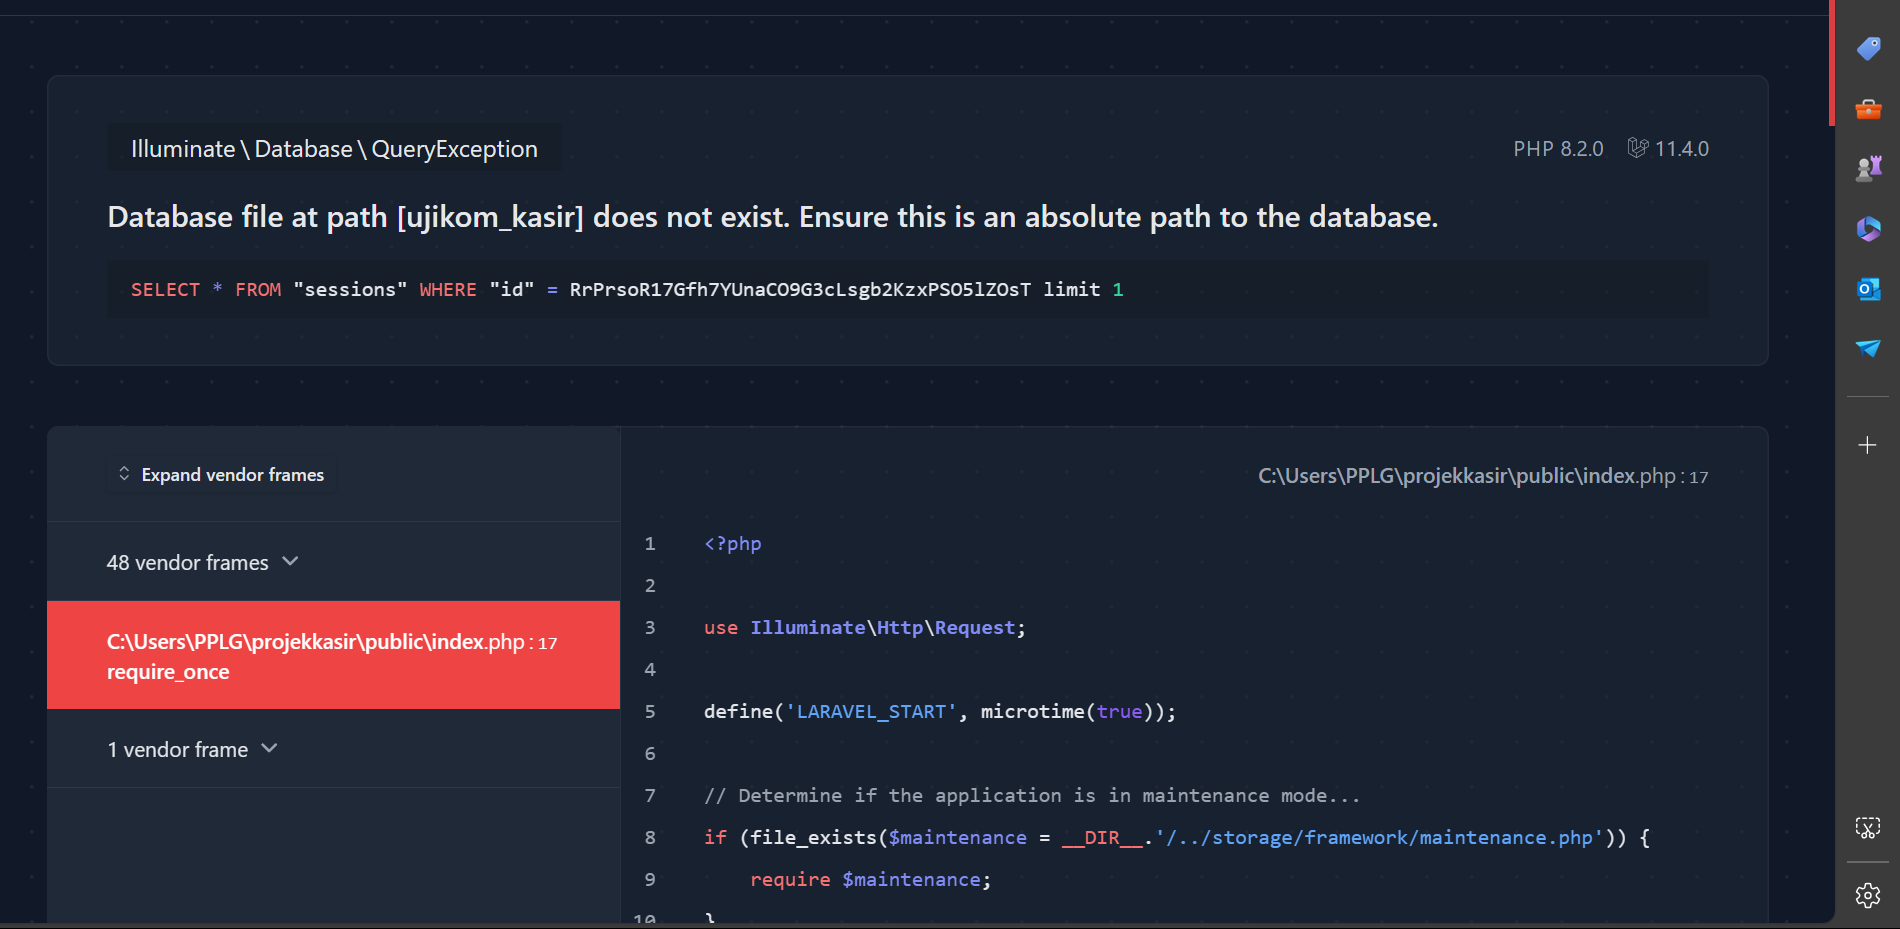 Illuminate \ Database \ QueryException
PHP 8.2.0 11.4.0
Database file at path [ujikom_kasir] does not exist. Ensure this is an absolute path to the database.
SELECT * FROM "sessions" WHERE "id" = RrPrsoR17Gfh7YUnaCO9G3cLsgb2KzxPSO5lZOsT limit 1
Expand vendor frames
48 vendor frames
C:\Users\PPLG\projekkasir\public\index.php : 17
require_once
1 vendor frame
C:\Users\PPLG\projekkasir\public\index.php : 17
1 <?php
2
3 use Illuminate\Http\Request;
4
5 define('LARAVEL_START', microtime(true));
6
7 // Determine if the application is in maintenance mode...
8 if (file_exists($maintenance = __DIR__.'/../storage/framework/maintenance.php')) {
9 require $maintenance;
10 }